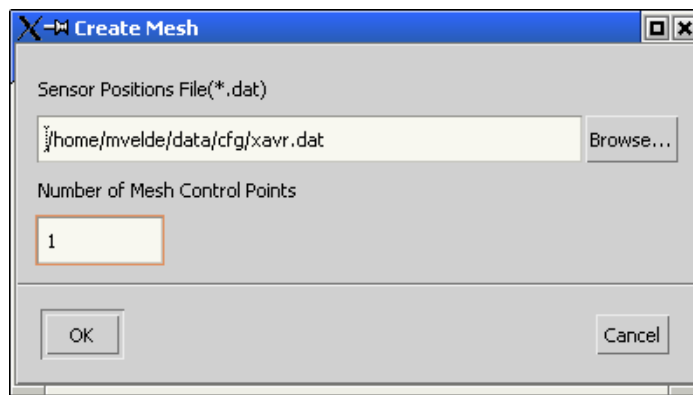 Create Mesh
Sensor Positions File(*.dat)
/home/mvelde/data/cfg/xavr.dat
Browse...
Number of Mesh Control Points
1
OK
Cancel